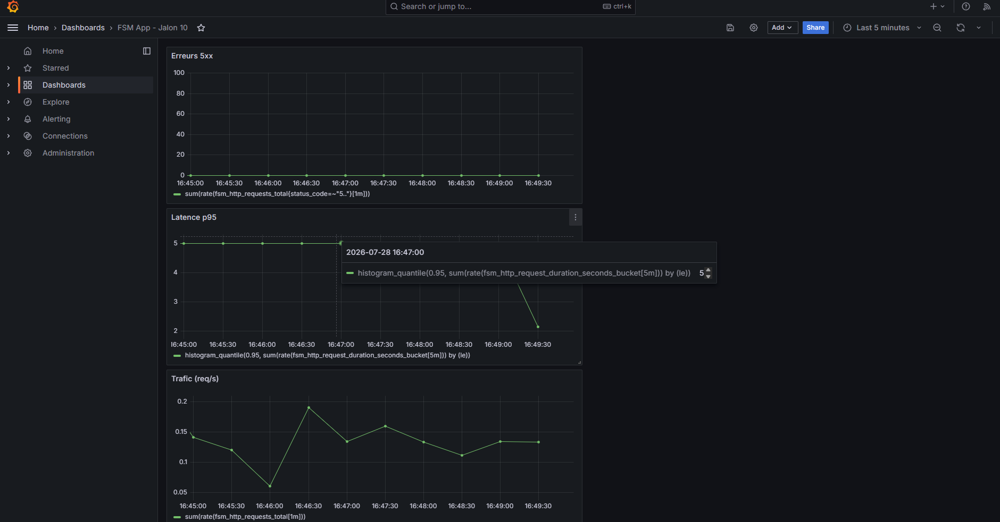 Search or jump to... ctrl+k
Home › Dashboards › FSM App - Jalon 10
Add
Share
Last 5 minutes
Home
Starred
Dashboards
Explore
Alerting
Connections
Administration
Erreurs 5xx
100
80
60
40
20
0
16:45:00 16:45:30 16:46:00 16:46:30 16:47:00 16:47:30 16:48:00 16:48:30 16:49:00 16:49:30
sum(rate(fsm_http_requests_total{status_code=~"5.."}[1m]))
Latence p95
5
4
3
2
2026-07-28 16:47:00
histogram_quantile(0.95, sum(rate(fsm_http_request_duration_seconds_bucket[5m])) by (le)) 5
16:45:00 16:45:30 16:46:00 16:46:30 16:47:00 16:47:30 16:48:00 16:48:30 16:49:00 16:49:30
histogram_quantile(0.95, sum(rate(fsm_http_request_duration_seconds_bucket[5m])) by (le))
Trafic (req/s)
0.2
0.15
0.1
0.05
16:45:00 16:45:30 16:46:00 16:46:30 16:47:00 16:47:30 16:48:00 16:48:30 16:49:00 16:49:30
sum(rate(fsm_http_requests_total[1m]))